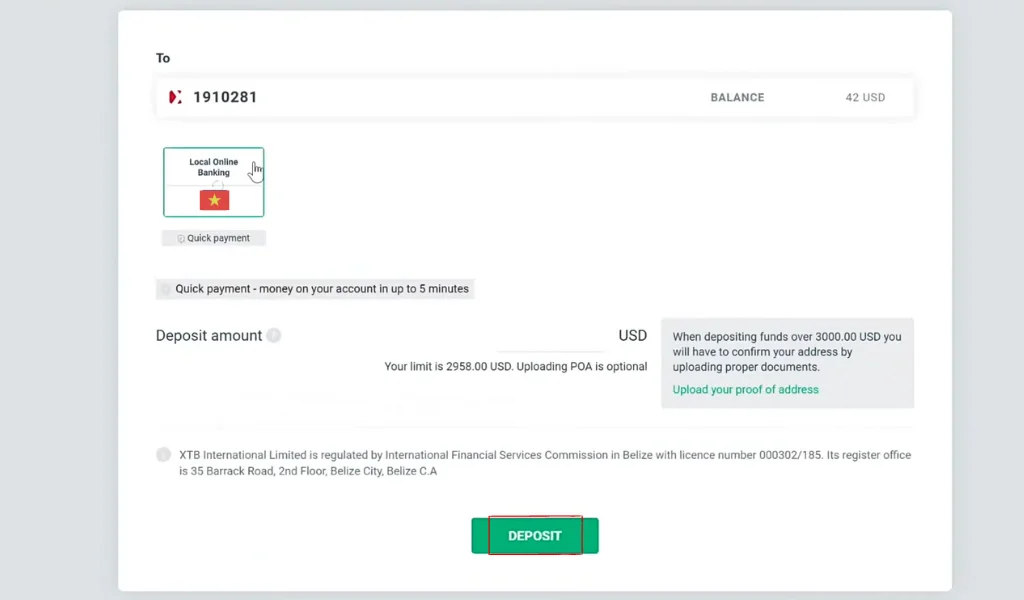 To
1910281 BALANCE 42 USD
Local Online
Banking
Quick payment
Quick payment - money on your account in up to 5 minutes
Deposit amount USD
Your limit is 2958.00 USD. Uploading POA is optional
When depositing funds over 3000.00 USD you
will have to confirm your address by
uploading proper documents.
Upload your proof of address
XTB International Limited is regulated by International Financial Services Commission in Belize with licence number 000302/185. Its register office
is 35 Barrack Road, 2nd Floor, Belize City, Belize C.A
DEPOSIT